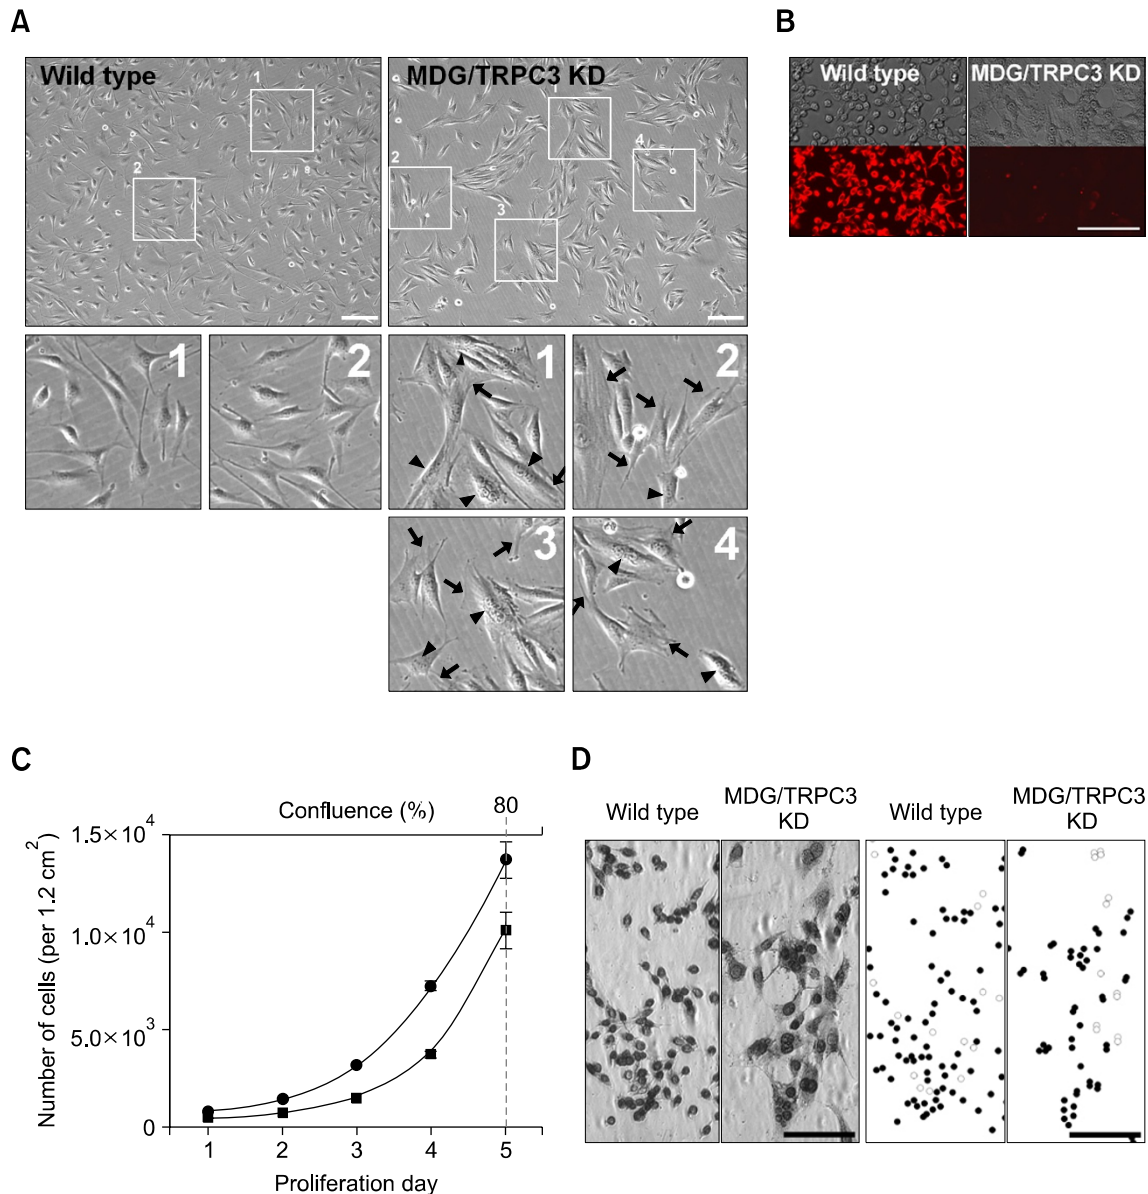 A
B
Wild type
MDG/TRPC3 KD
1
2
1
2
3
4
Wild type
MDG/TRPC3 KD
1
2
1
2
3
4
C
D
Confluence (%)
80
Number of cells (per 1.2 cm²)
1.5×10⁴
1.0×10⁴
5.0×10³
0
1
2
3
4
5
Proliferation day
Wild type
MDG/TRPC3
KD
Wild type
MDG/TRPC3
KD